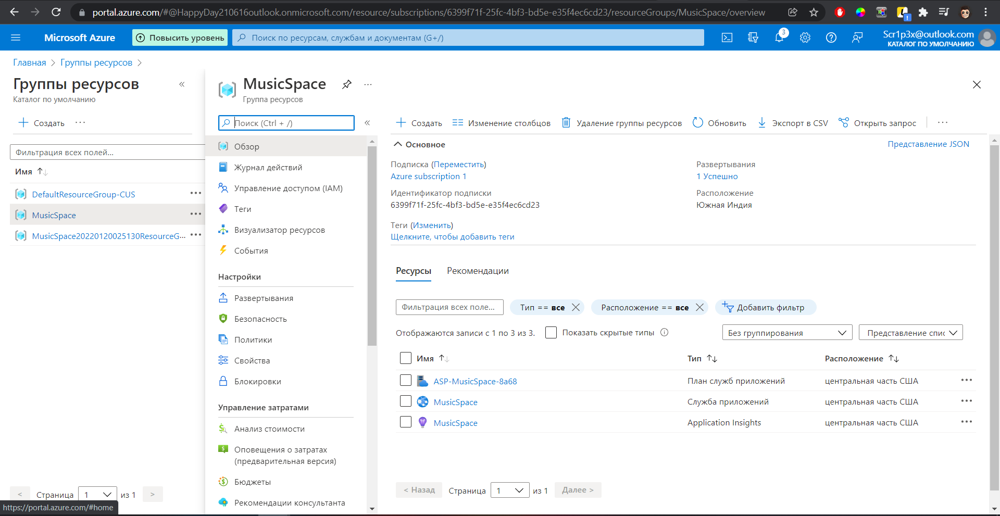 portal.azure.com/#@HappyDay210616outlook.onmicrosoft.com/resource/subscriptions/6399f71f-25fc-4bf3-bd5e-e35f4ec6cd23/resourceGroups/MusicSpace/overview
Microsoft Azure
Повысить уровень
Поиск по ресурсам, службам и документам (G+/)
3
Scr1p3x@outlook.com
КАТАЛОГ ПО УМОЛЧАНИЮ
Главная > Группы ресурсов >
Группы ресурсов «
Каталог по умолчанию
+ Создать ...
Фильтрация всех полей...
Имя ↑↓
DefaultResourceGroup-CUS ...
MusicSpace ...
MusicSpace20220120025130ResourceG... ...
< Страница 1 из 1 >
https://portal.azure.com/#home
MusicSpace ...
Группа ресурсов
Поиск (Ctrl + /) «
Обзор
Журнал действий
Управление доступом (IAM)
Теги
Визуализатор ресурсов
События
Настройки
Развертывания
Безопасность
Политики
Свойства
Блокировки
Управление затратами
Анализ стоимости
Оповещения о затратах
(предварительная версия)
Бюджеты
Рекомендации консультанта
+ Создать Изменение столбцов Удаление группы ресурсов Обновить Экспорт в CSV Открыть запрос ...
Основное Представление JSON
Подписка (Переместить)
Azure subscription 1
Идентификатор подписки
6399f71f-25fc-4bf3-bd5e-e35f4ec6cd23
Развертывания
1 Успешно
Расположение
Южная Индия
Теги (Изменить)
Щелкните, чтобы добавить теги
Ресурсы Рекомендации
Фильтрация всех поле... Тип == все Расположение == все Добавить фильтр
Отображаются записи с 1 по 3 из 3. Показать скрытые типы Без группирования Представление спис
Имя ↑↓ Тип ↑↓ Расположение ↑↓
ASP-MusicSpace-8a68 План служб приложений центральная часть США ...
MusicSpace Служба приложений центральная часть США ...
MusicSpace Application Insights центральная часть США ...
< Назад Страница 1 из 1 Далее >